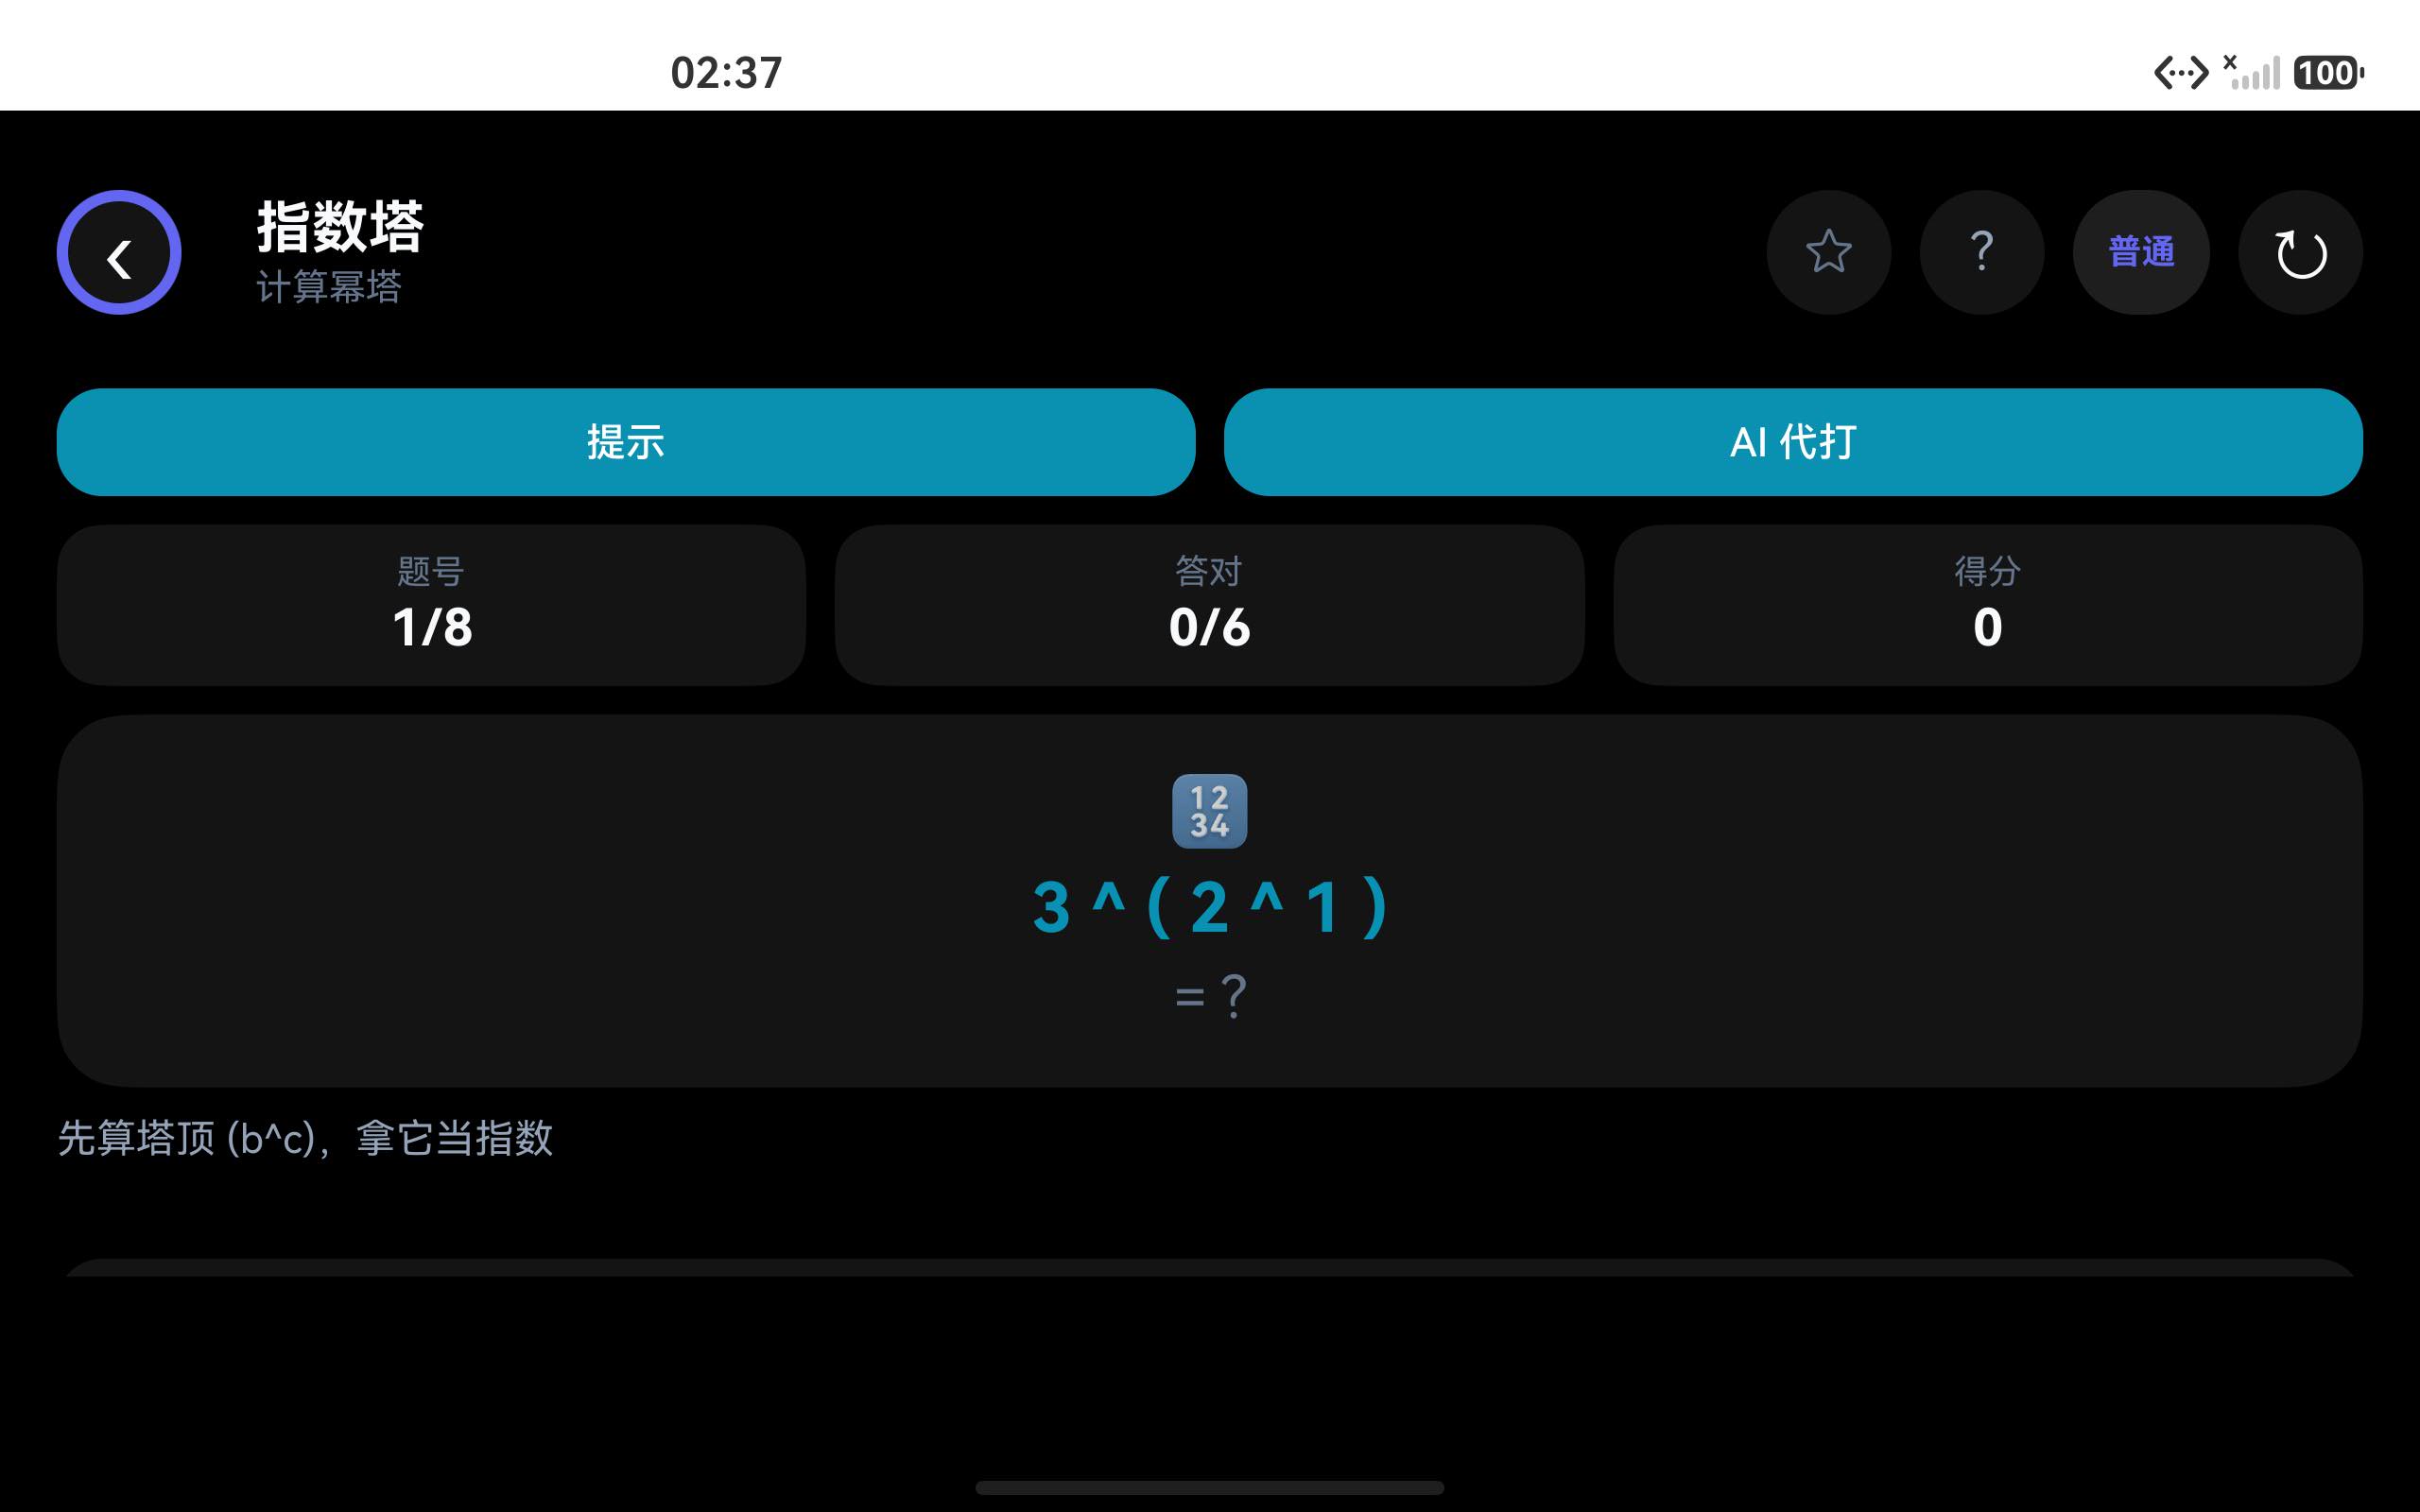 02:37
100
指数塔
计算幂塔
?
普通
提示
AI 代打
题号
1/8
答对
0/6
得分
0
12
34
3^(2^1)
= ?
先算塔顶 (b^c)，拿它当指数